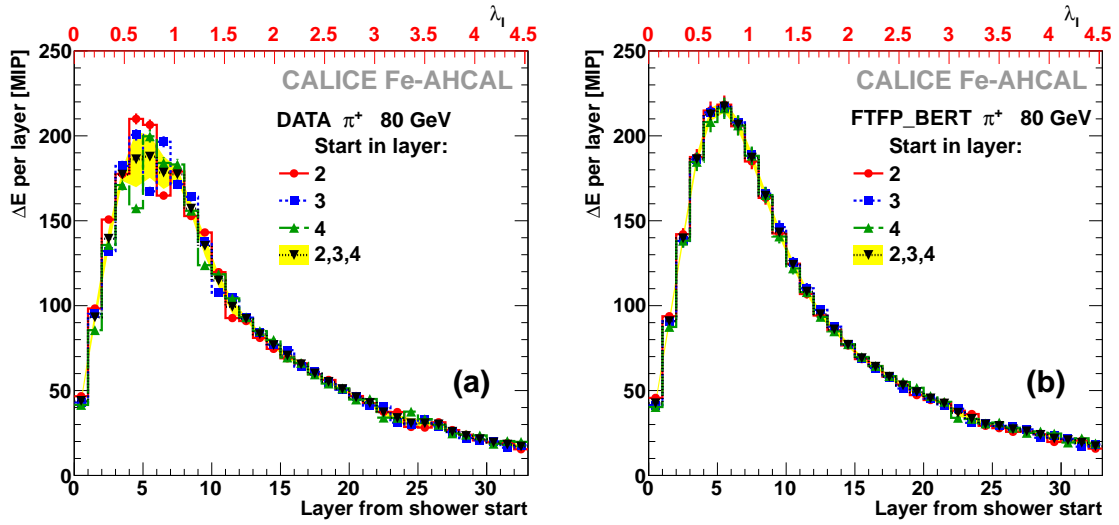 λI
0 0.5 1 1.5 2 2.5 3 3.5 4 4.5
ΔE per layer [MIP]
250
200
150
100
50
0
CALICE Fe-AHCAL
DATA π+ 80 GeV
Start in layer:
2
3
4
2,3,4
(a)
0 5 10 15 20 25 30
Layer from shower start
λI
0 0.5 1 1.5 2 2.5 3 3.5 4 4.5
ΔE per layer [MIP]
250
200
150
100
50
0
CALICE Fe-AHCAL
FTFP_BERT π+ 80 GeV
Start in layer:
2
3
4
2,3,4
(b)
0 5 10 15 20 25 30
Layer from shower start